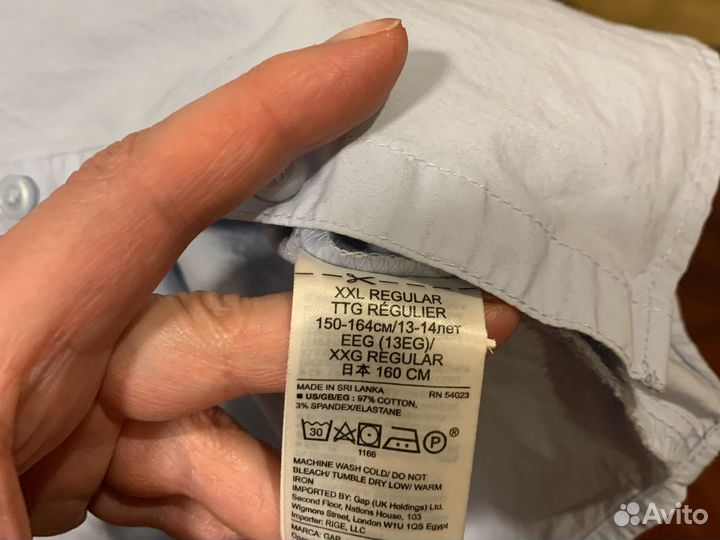 XXL REGULAR
TTG RÉGULIER
150-164см/13-14лет
EEG (13EG)/
XXG REGULAR
日本 160 CM
MADE IN SRI LANKA RN 54023
■ US/GB/EG : 97% COTTON,
3% SPANDEX/ELASTANE
30 P ®
1166
MACHINE WASH COLD/ DO NOT
BLEACH/ TUMBLE DRY LOW/ WARM
IRON
IMPORTED BY: Gap (UK Holdings) Ltd.
Second Floor, Nations House, 103
Wigmore Street, London W1U 1QS Egypt
Importer: RIGE, LLC
MARCA: GAP
Avito